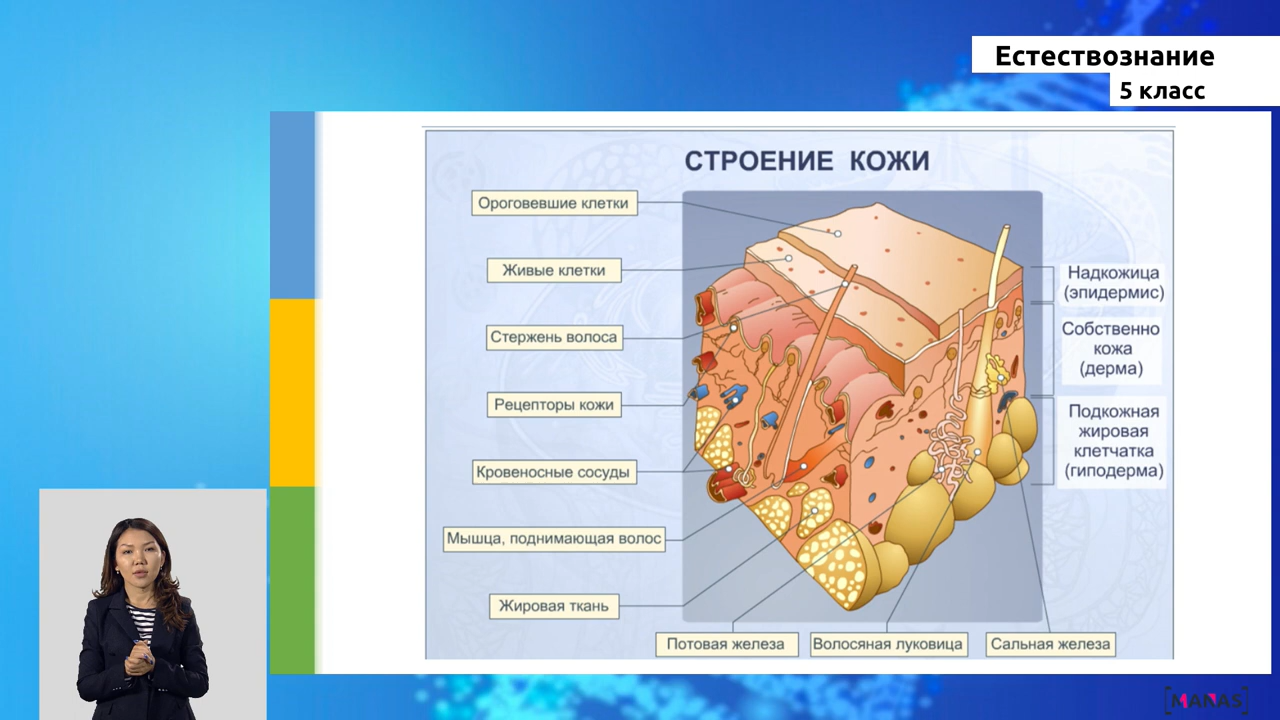 Естествознание
5 класс
СТРОЕНИЕ КОЖИ
Ороговевшие клетки
Живые клетки
Стержень волоса
Рецепторы кожи
Кровеносные сосуды
Мышца, поднимающая волос
Жировая ткань
Надкожица
(эпидермис)
Собственно
кожа
(дерма)
Подкожная
жировая
клетчатка
(гиподерма)
Потовая железа
Волосяная луковица
Сальная железа
[MANAS]